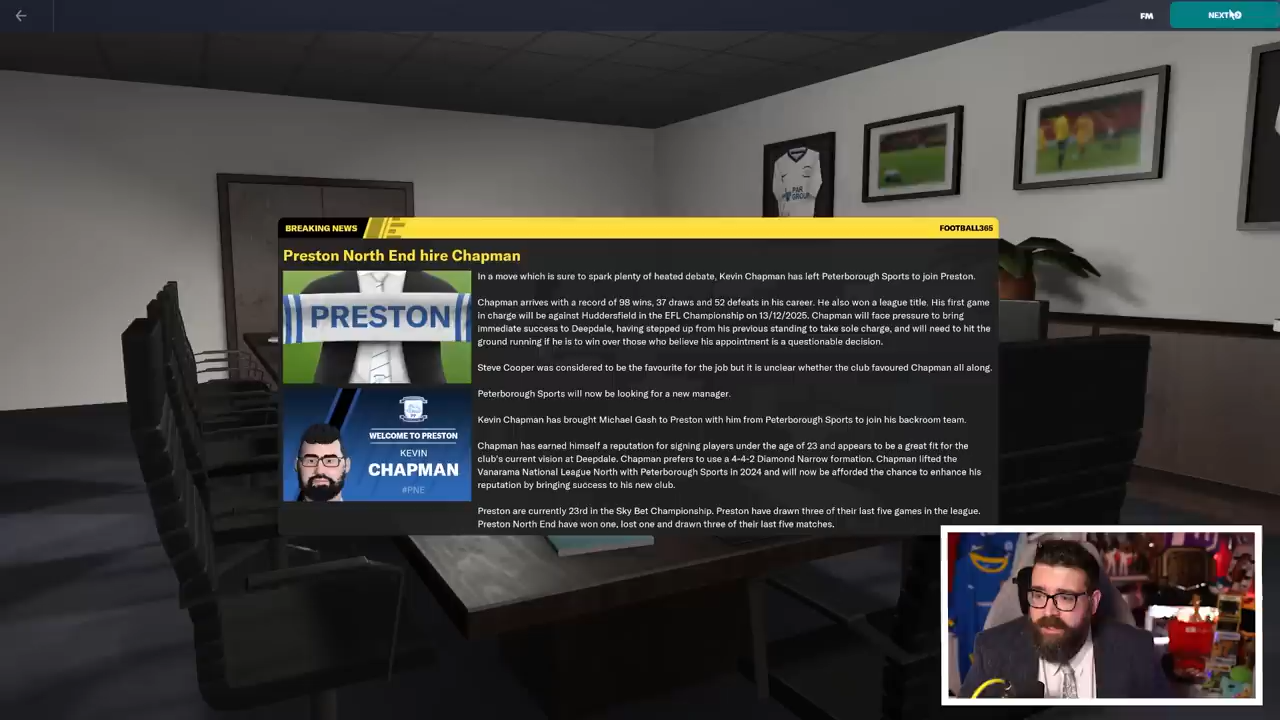 FM
NEXT
BREAKING NEWS
FOOTBALL365
Preston North End hire Chapman
PRESTON
WELCOME TO PRESTON
KEVIN
CHAPMAN
#PNE
In a move which is sure to spark plenty of heated debate, Kevin Chapman has left Peterborough Sports to join Preston.
Chapman arrives with a record of 98 wins, 37 draws and 52 defeats in his career. He also won a league title. His first game
in charge will be against Huddersfield in the EFL Championship on 13/12/2025. Chapman will face pressure to bring
immediate success to Deepdale, having stepped up from his previous standing to take sole charge, and will need to hit the
ground running if he is to win over those who believe his appointment is a questionable decision.
Steve Cooper was considered to be the favourite for the job but it is unclear whether the club favoured Chapman all along.
Peterborough Sports will now be looking for a new manager.
Kevin Chapman has brought Michael Gash to Preston with him from Peterborough Sports to join his backroom team.
Chapman has earned himself a reputation for signing players under the age of 23 and appears to be a great fit for the
club's current vision at Deepdale. Chapman prefers to use a 4-4-2 Diamond Narrow formation. Chapman lifted the
Vanarama National League North with Peterborough Sports in 2024 and will now be afforded the chance to enhance his
reputation by bringing success to his new club.
Preston are currently 23rd in the Sky Bet Championship. Preston have drawn three of their last five games in the league.
Preston North End have won one, lost one and drawn three of their last five matches.
PAR
GROUP